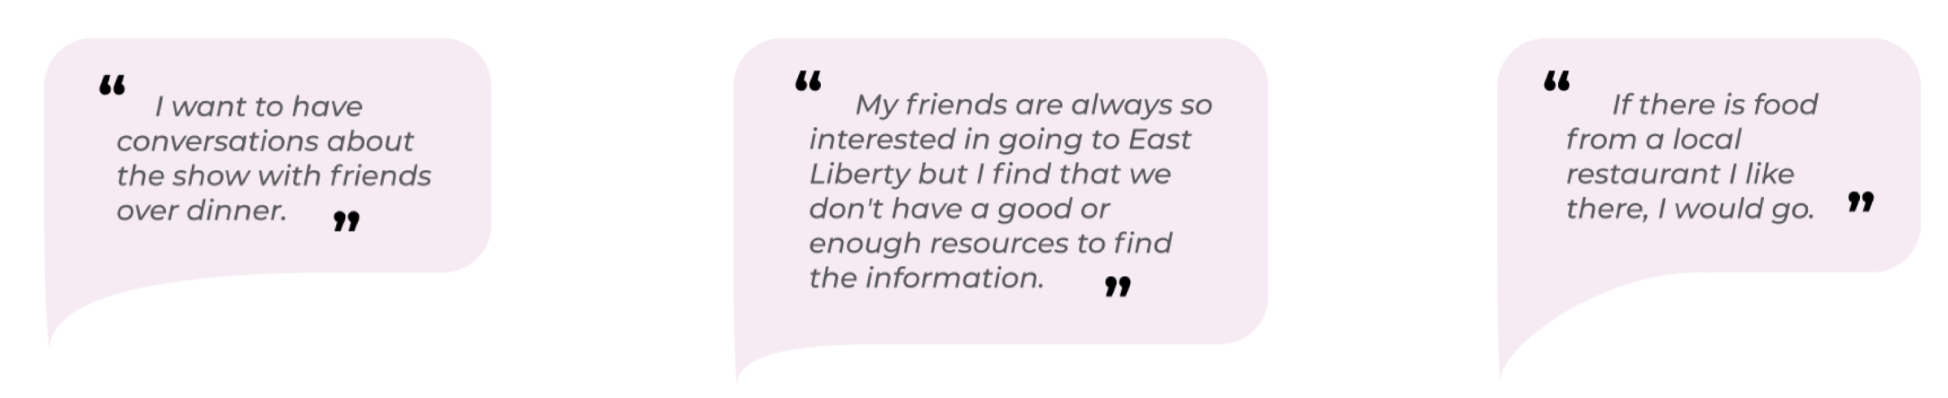 “ I want to have
conversations about
the show with friends
over dinner. ”
“ My friends are always so
interested in going to East
Liberty but I find that we
don't have a good or
enough resources to find
the information. ”
“ If there is food
from a local
restaurant I like
there, I would go. ”